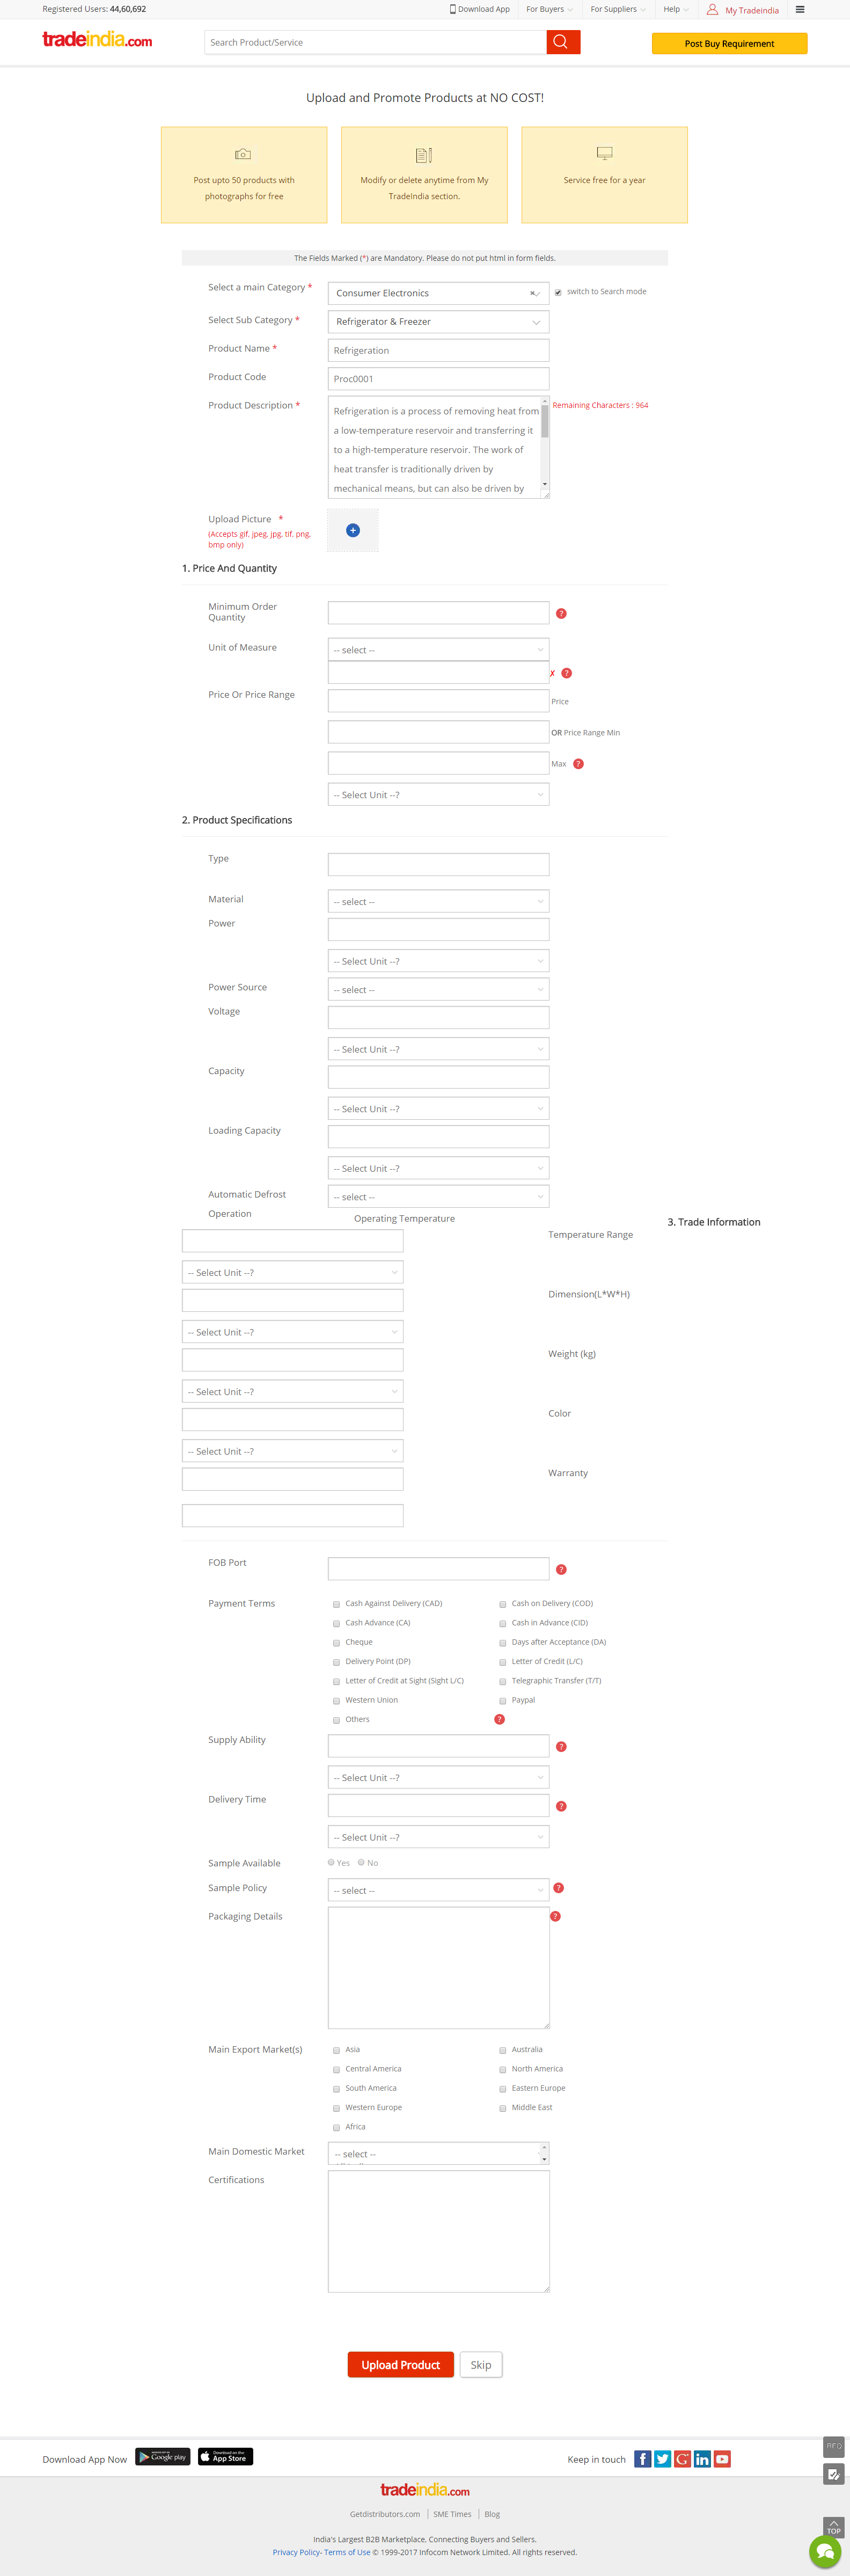 Registered Users: 44,60,692
Download App
For Buyers
For Suppliers
Help
My Tradeindia
tradeindia.com
Search Product/Service
Post Buy Requirement
Upload and Promote Products at NO COST!
Post upto 50 products with
photographs for free
Modify or delete anytime from My
TradeIndia section.
Service free for a year
The Fields Marked (*) are Mandatory. Please do not put html in form fields.
Select a main Category *
Consumer Electronics
×
switch to Search mode
Select Sub Category *
Refrigerator & Freezer
Product Name *
Refrigeration
Product Code
Proc0001
Product Description *
Refrigeration is a process of removing heat from
a low-temperature reservoir and transferring it
to a high-temperature reservoir. The work of
heat transfer is traditionally driven by
mechanical means, but can also be driven by
Remaining Characters : 964
Upload Picture *
(Accepts gif, jpeg, jpg, tif, png,
bmp only)
+
1. Price And Quantity
Minimum Order
Quantity
?
Unit of Measure
-- select --
X ?
Price Or Price Range
Price
OR Price Range Min
Max ?
-- Select Unit --?
2. Product Specifications
Type
Material
-- select --
Power
-- Select Unit --?
Power Source
-- select --
Voltage
-- Select Unit --?
Capacity
-- Select Unit --?
Loading Capacity
-- Select Unit --?
Automatic Defrost
Operation
-- select --
Operating Temperature
3. Trade Information
Temperature Range
-- Select Unit --?
Dimension(L*W*H)
-- Select Unit --?
Weight (kg)
-- Select Unit --?
Color
-- Select Unit --?
Warranty
FOB Port
?
Payment Terms
Cash Against Delivery (CAD)
Cash on Delivery (COD)
Cash Advance (CA)
Cash in Advance (CID)
Cheque
Days after Acceptance (DA)
Delivery Point (DP)
Letter of Credit (L/C)
Letter of Credit at Sight (Sight L/C)
Telegraphic Transfer (T/T)
Western Union
Paypal
Others
?
Supply Ability
?
-- Select Unit --?
Delivery Time
?
-- Select Unit --?
Sample Available
Yes
No
Sample Policy
-- select --
?
Packaging Details
?
Main Export Market(s)
Asia
Australia
Central America
North America
South America
Eastern Europe
Western Europe
Middle East
Africa
Main Domestic Market
-- select --
Certifications
Upload Product
Skip
Download App Now
Google play
Download on the
App Store
Keep in touch
RFQ
TOP
tradeindia.com
Getdistributors.com
SME Times
Blog
India's Largest B2B Marketplace, Connecting Buyers and Sellers.
Privacy Policy- Terms of Use © 1999-2017 Infocom Network Limited. All rights reserved.